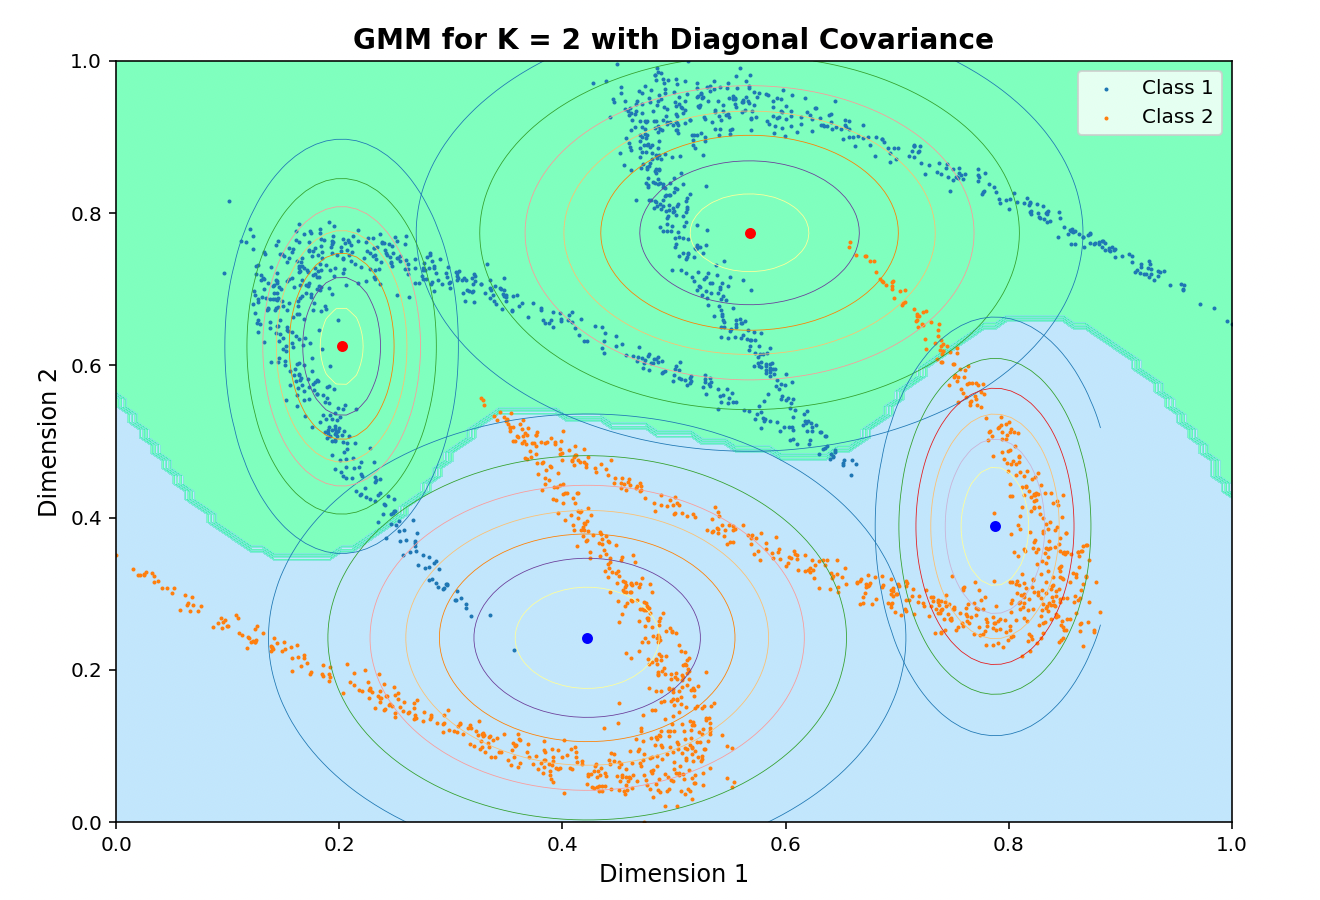 GMM for K = 2 with Diagonal Covariance
Class 1
Class 2
1.0
0.8
0.6
0.4
0.2
0.0
Dimension 2
0.0 0.2 0.4 0.6 0.8 1.0
Dimension 1